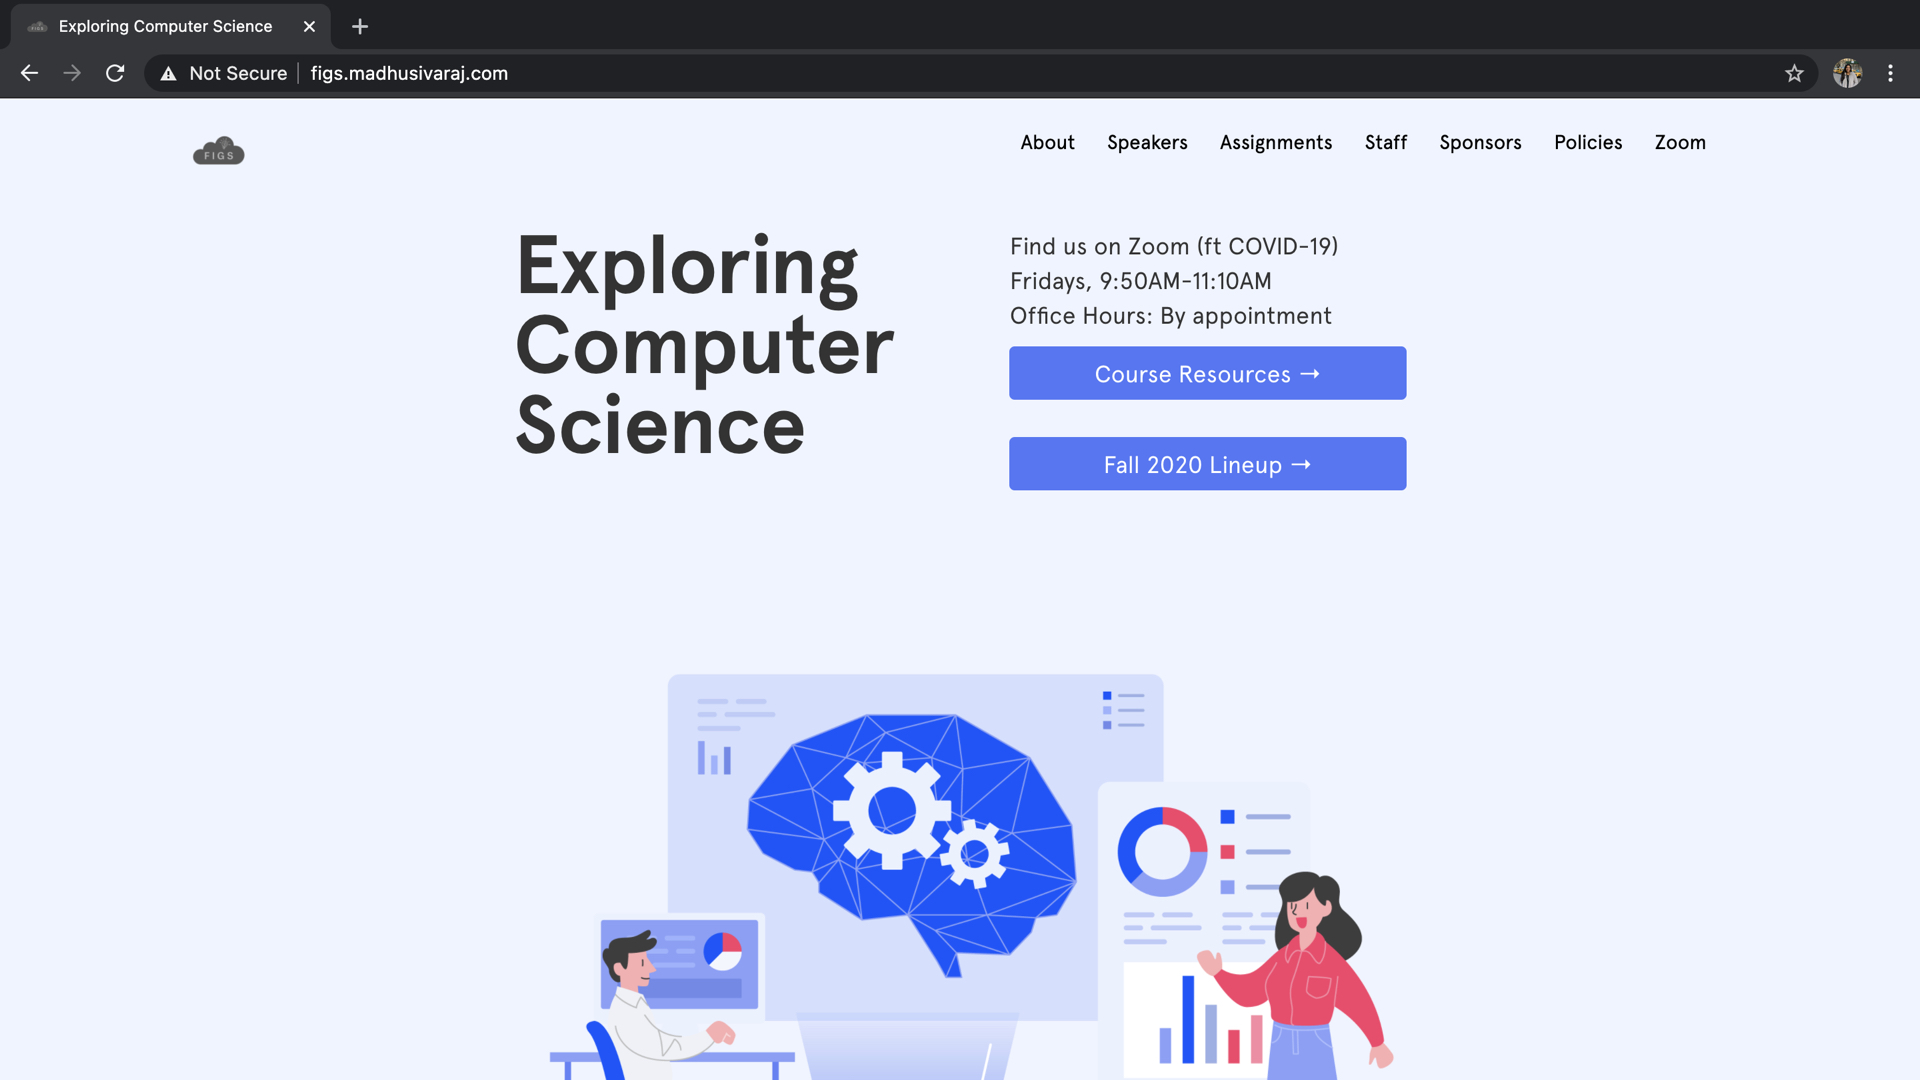 Exploring Computer Science
Not Secure
figs.madhusivaraj.com
FIGS
About
Speakers
Assignments
Staff
Sponsors
Policies
Zoom
Exploring
Computer
Science
Find us on Zoom (ft COVID-19)
Fridays, 9:50AM-11:10AM
Office Hours: By appointment
Course Resources →
Fall 2020 Lineup →